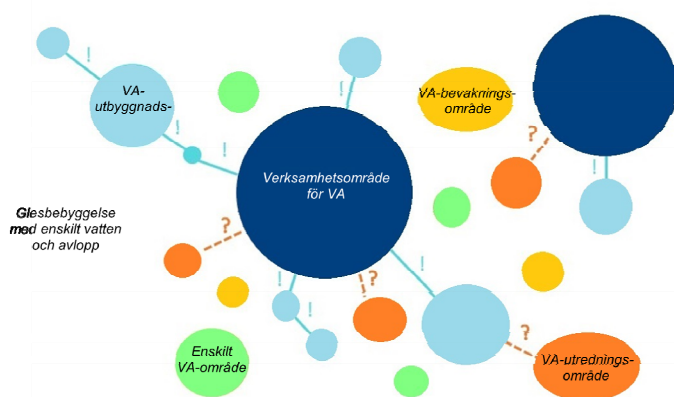 !
VA-
utbyggnads-
!
!
!
VA-bevaknings-
område
?
!
Verksamhetsområde
för VA
Glesbebyggelse
med enskilt vatten
och avlopp
?
!
?
!
!
?
Enskilt
VA-område
VA-utrednings-
område